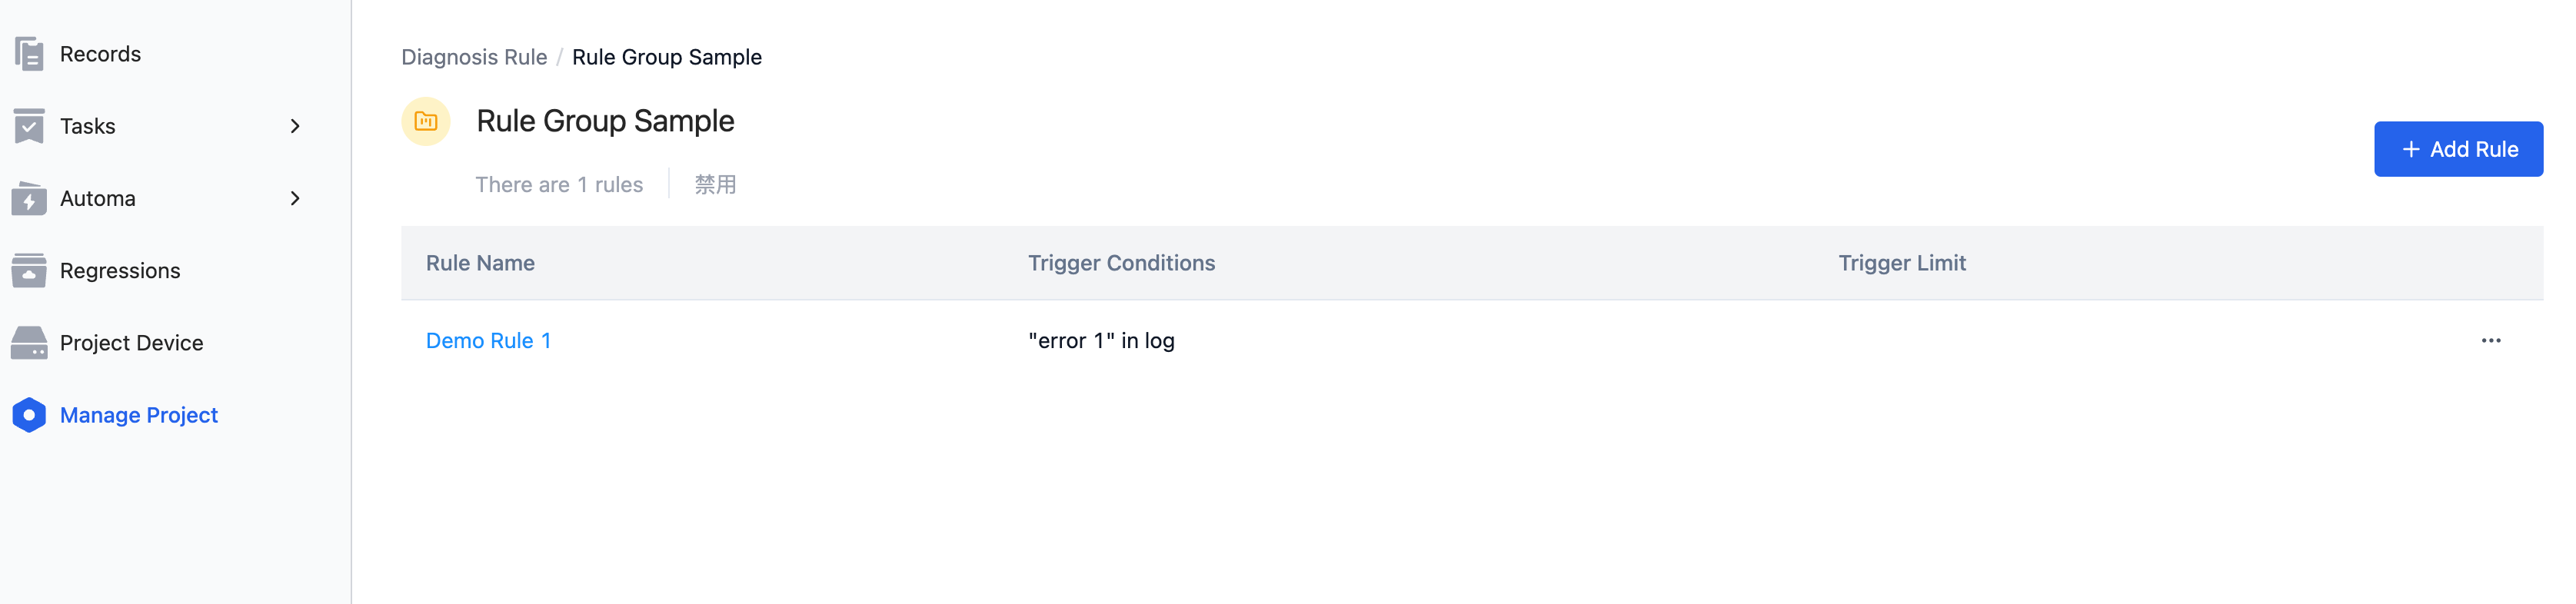 Records
Tasks
Automa
Regressions
Project Device
Manage Project
Diagnosis Rule / Rule Group Sample
Rule Group Sample
There are 1 rules 禁用
+ Add Rule
Rule Name Trigger Conditions Trigger Limit
Demo Rule 1 "error 1" in log ...